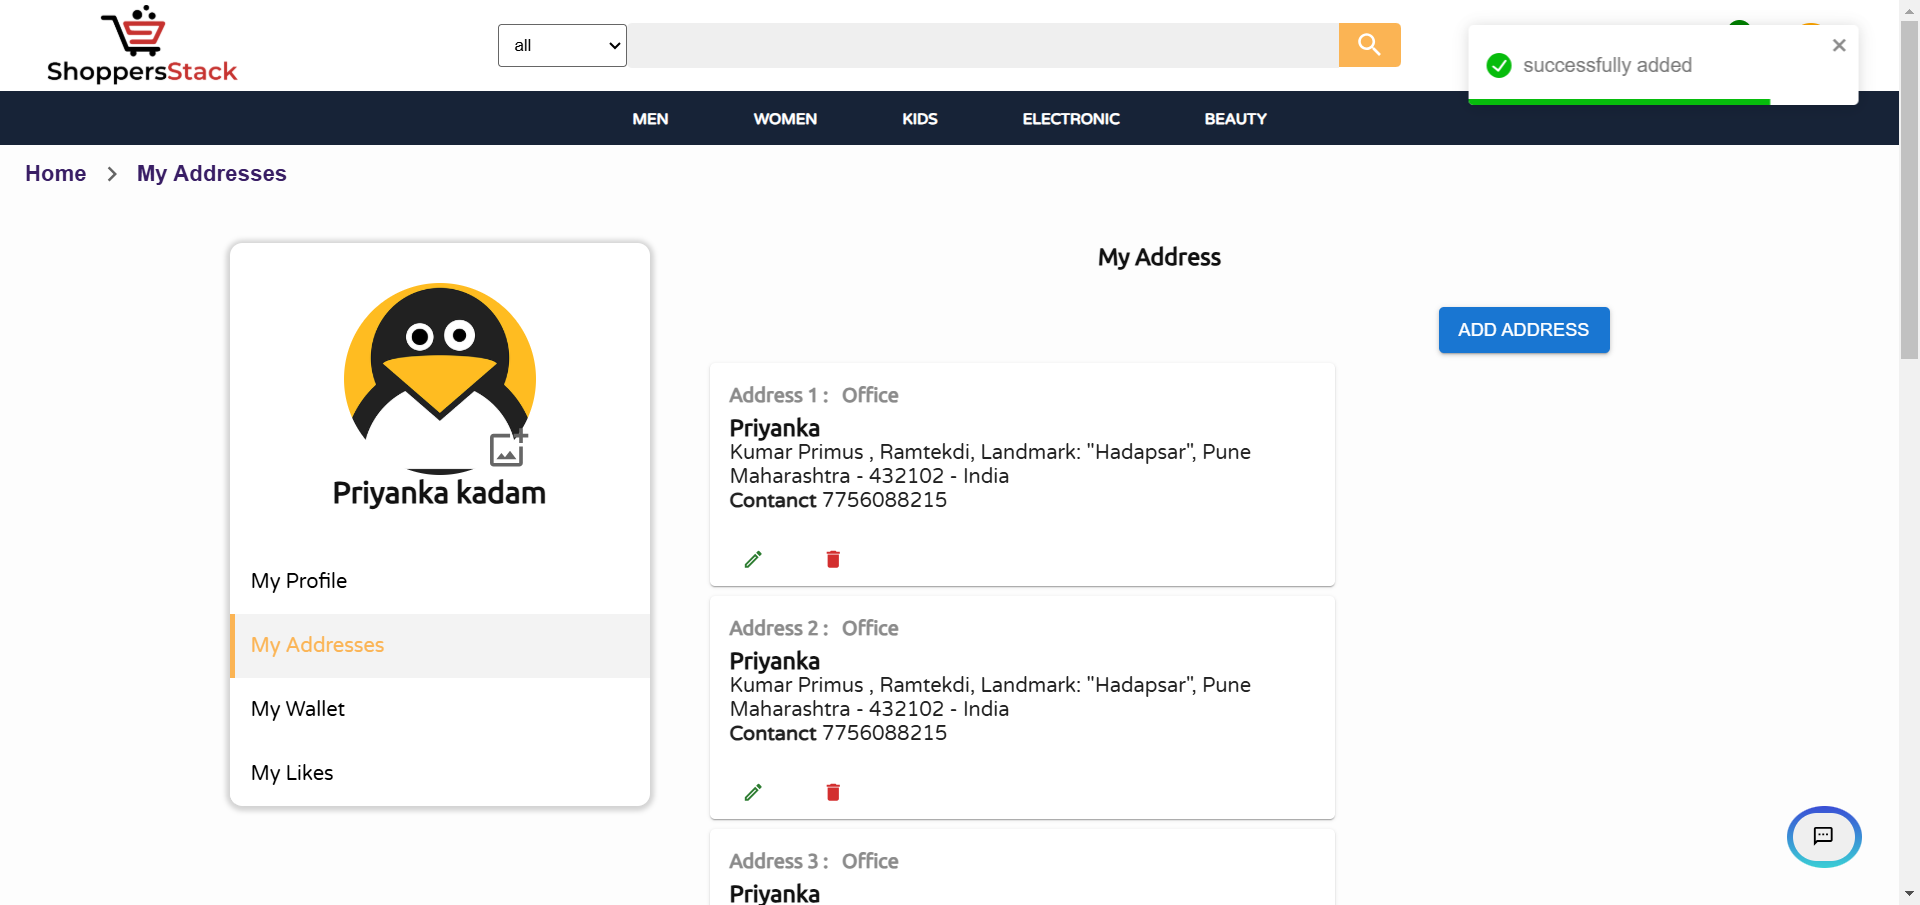 ShoppersStack
all
successfully added
MEN WOMEN KIDS ELECTRONIC BEAUTY
Home > My Addresses
Priyanka kadam
My Profile
My Addresses
My Wallet
My Likes
My Address
ADD ADDRESS
Address 1 : Office
Priyanka
Kumar Primus , Ramtekdi, Landmark: "Hadapsar", Pune
Maharashtra - 432102 - India
Contanct 7756088215
Address 2 : Office
Priyanka
Kumar Primus , Ramtekdi, Landmark: "Hadapsar", Pune
Maharashtra - 432102 - India
Contanct 7756088215
Address 3 : Office
Priyanka